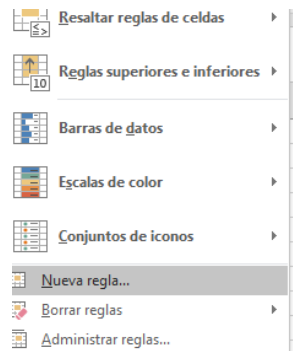 Resaltar reglas de celdas
Reglas superiores e inferiores
10
Barras de datos
Escalas de color
Conjuntos de iconos
Nueva regla...
Borrar reglas
Administrar reglas...